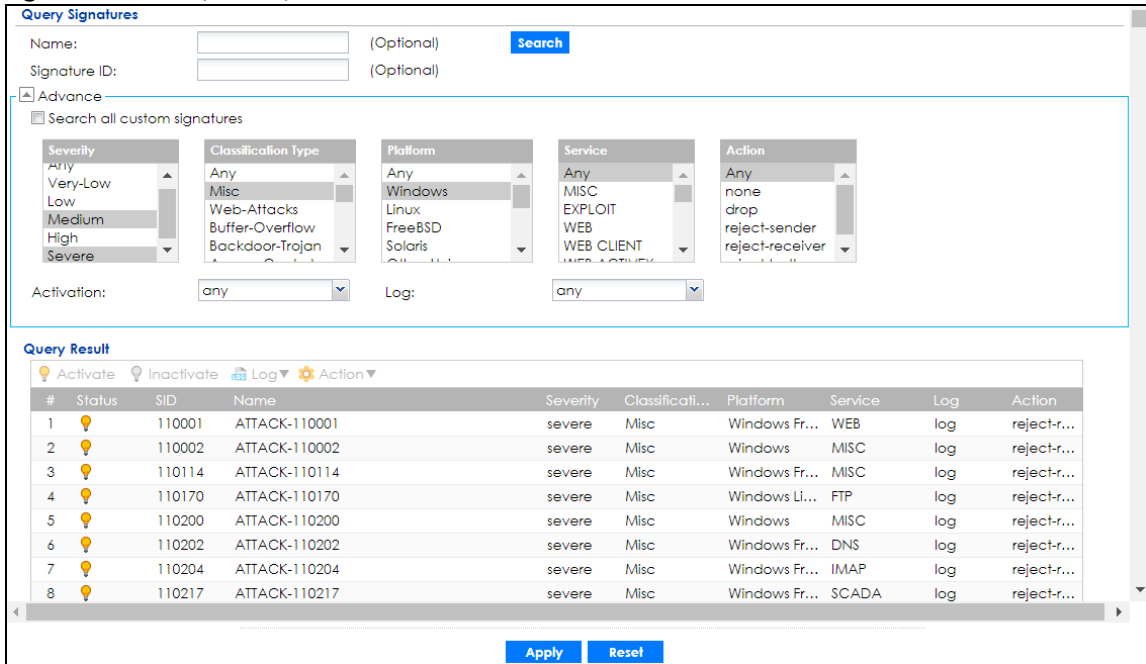 Query Signatures
Name: (Optional) Search
Signature ID: (Optional)
Advance
Search all custom signatures
Severity Classification Type Platform Service Action
Any Any Any Any Any
Very-Low Misc Windows MISC none
Low Web-Attacks Linux EXPLOIT drop
Medium Buffer-Overflow FreeBSD WEB reject-sender
High Backdoor-Trojan Solaris WEB CLIENT reject-receiver
Severe
Activation: any Log: any
Query Result
Activate Inactivate Log Action
# Status SID Name Severity Classificati... Platform Service Log Action
1 110001 ATTACK-110001 severe Misc Windows Fr... WEB log reject-r...
2 110002 ATTACK-110002 severe Misc Windows MISC log reject-r...
3 110114 ATTACK-110114 severe Misc Windows Fr... MISC log reject-r...
4 110170 ATTACK-110170 severe Misc Windows Li... FTP log reject-r...
5 110200 ATTACK-110200 severe Misc Windows MISC log reject-r...
6 110202 ATTACK-110202 severe Misc Windows Fr... DNS log reject-r...
7 110204 ATTACK-110204 severe Misc Windows Fr... IMAP log reject-r...
8 110217 ATTACK-110217 severe Misc Windows Fr... SCADA log reject-r...
Apply Reset